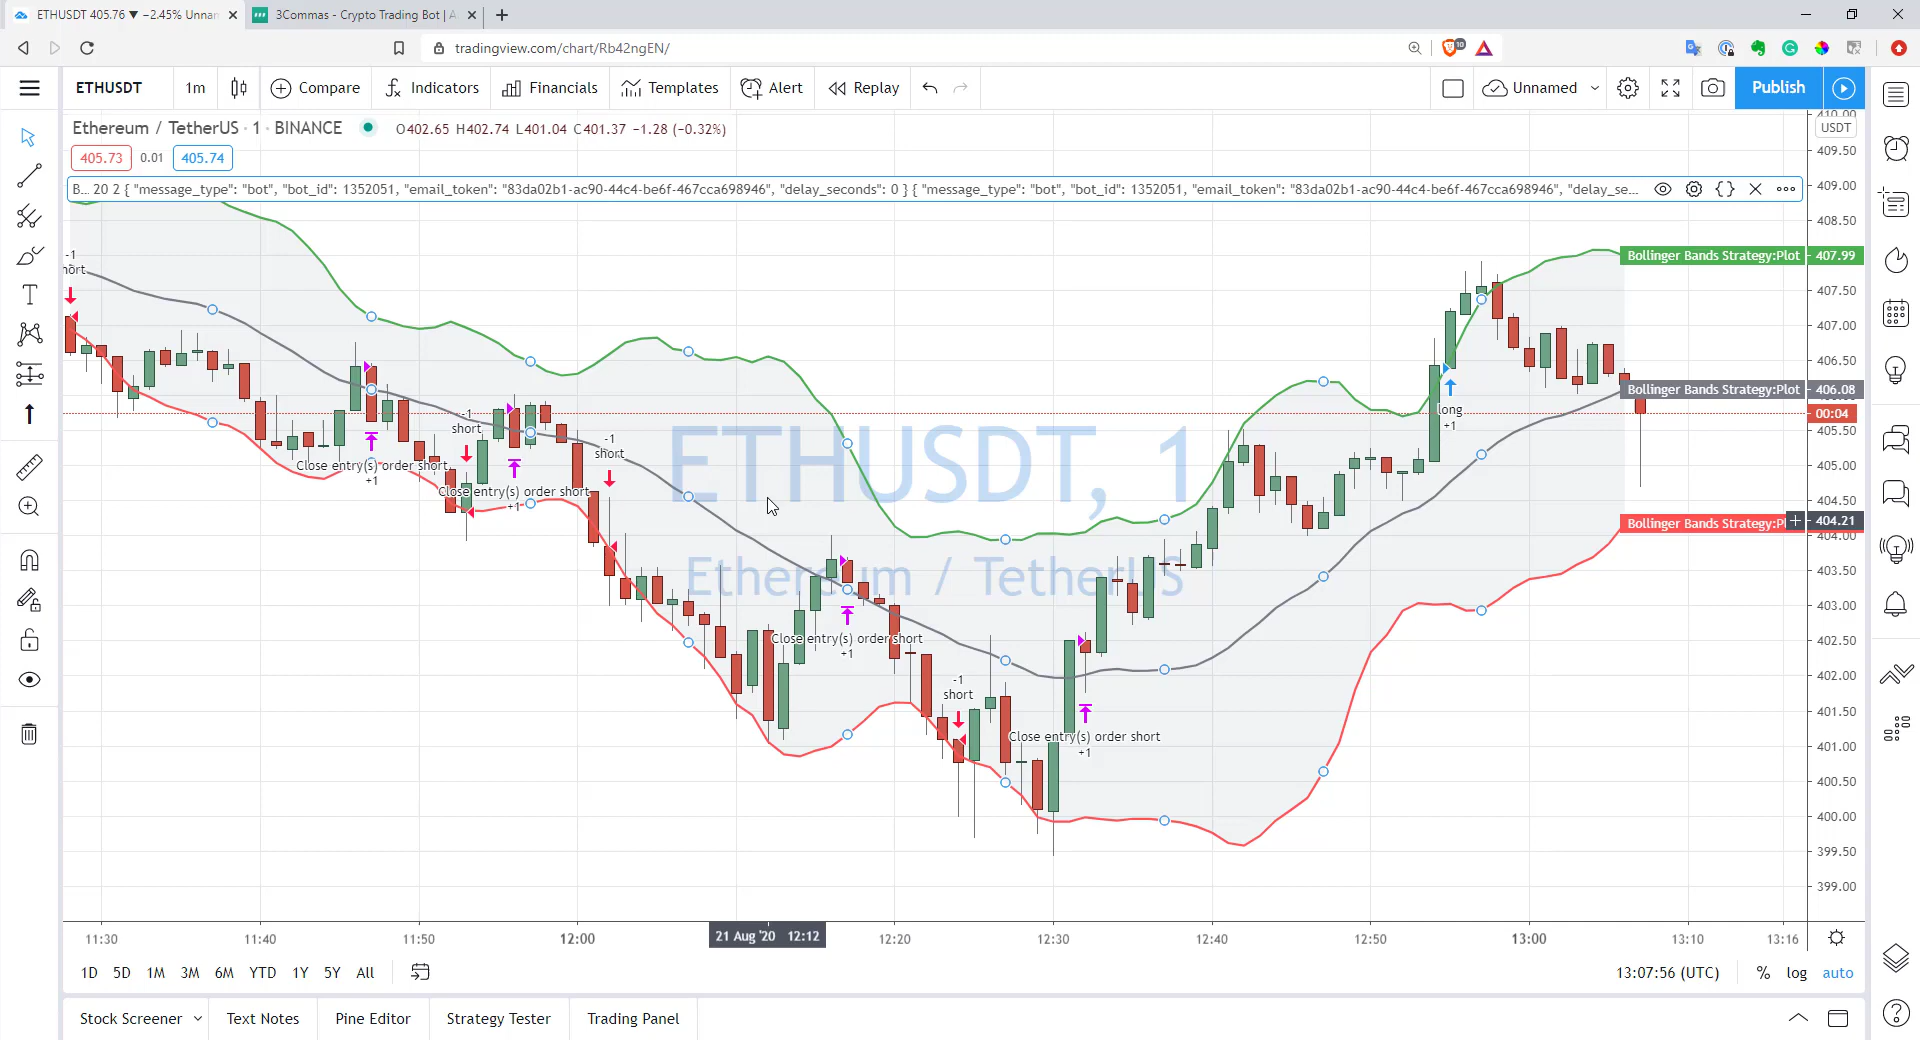 ETHUSDT 405.76 ▼ −2.45% Unnan
3Commas - Crypto Trading Bot | A
tradingview.com/chart/Rb42ngEN/
10
ETHUSDT 1m Compare Indicators Financials Templates Alert Replay Unnamed Publish
Ethereum / TetherUS · 1 · BINANCE O402.65 H402.74 L401.04 C401.37 −1.28 (−0.32%)
405.73 0.01 405.74
B... 20 2 { "message_type": "bot", "bot_id": 1352051, "email_token": "83da02b1-ac90-44c4-be6f-467cca698946", "delay_seconds": 0 } { "message_type": "bot", "bot_id": 1352051, "email_token": "83da02b1-ac90-44c4-be6f-467cca698946", "delay_se...
410.00
USDT
409.50
409.00
408.50
Bollinger Bands Strategy:Plot 407.99
407.50
407.00
406.50
Bollinger Bands Strategy:Plot 406.08
00:04
405.50
405.00
404.50
Bollinger Bands Strategy:Pl 404.21
404.00
403.50
403.00
402.50
402.00
401.50
401.00
400.50
400.00
399.50
399.00
-1
hort
Close entry(s) order short
+1
-1
short
Close entry(s) order short
+1
-1
short
Close entry(s) order short
+1
-1
short
Close entry(s) order short
+1
long
+1
ETHUSDT, 1
Ethereum / TetherUS
11:30 11:40 11:50 12:00 21 Aug '20 12:12 12:20 12:30 12:40 12:50 13:00 13:10 13:16
1D 5D 1M 3M 6M YTD 1Y 5Y All 13:07:56 (UTC) % log auto
Stock Screener Text Notes Pine Editor Strategy Tester Trading Panel